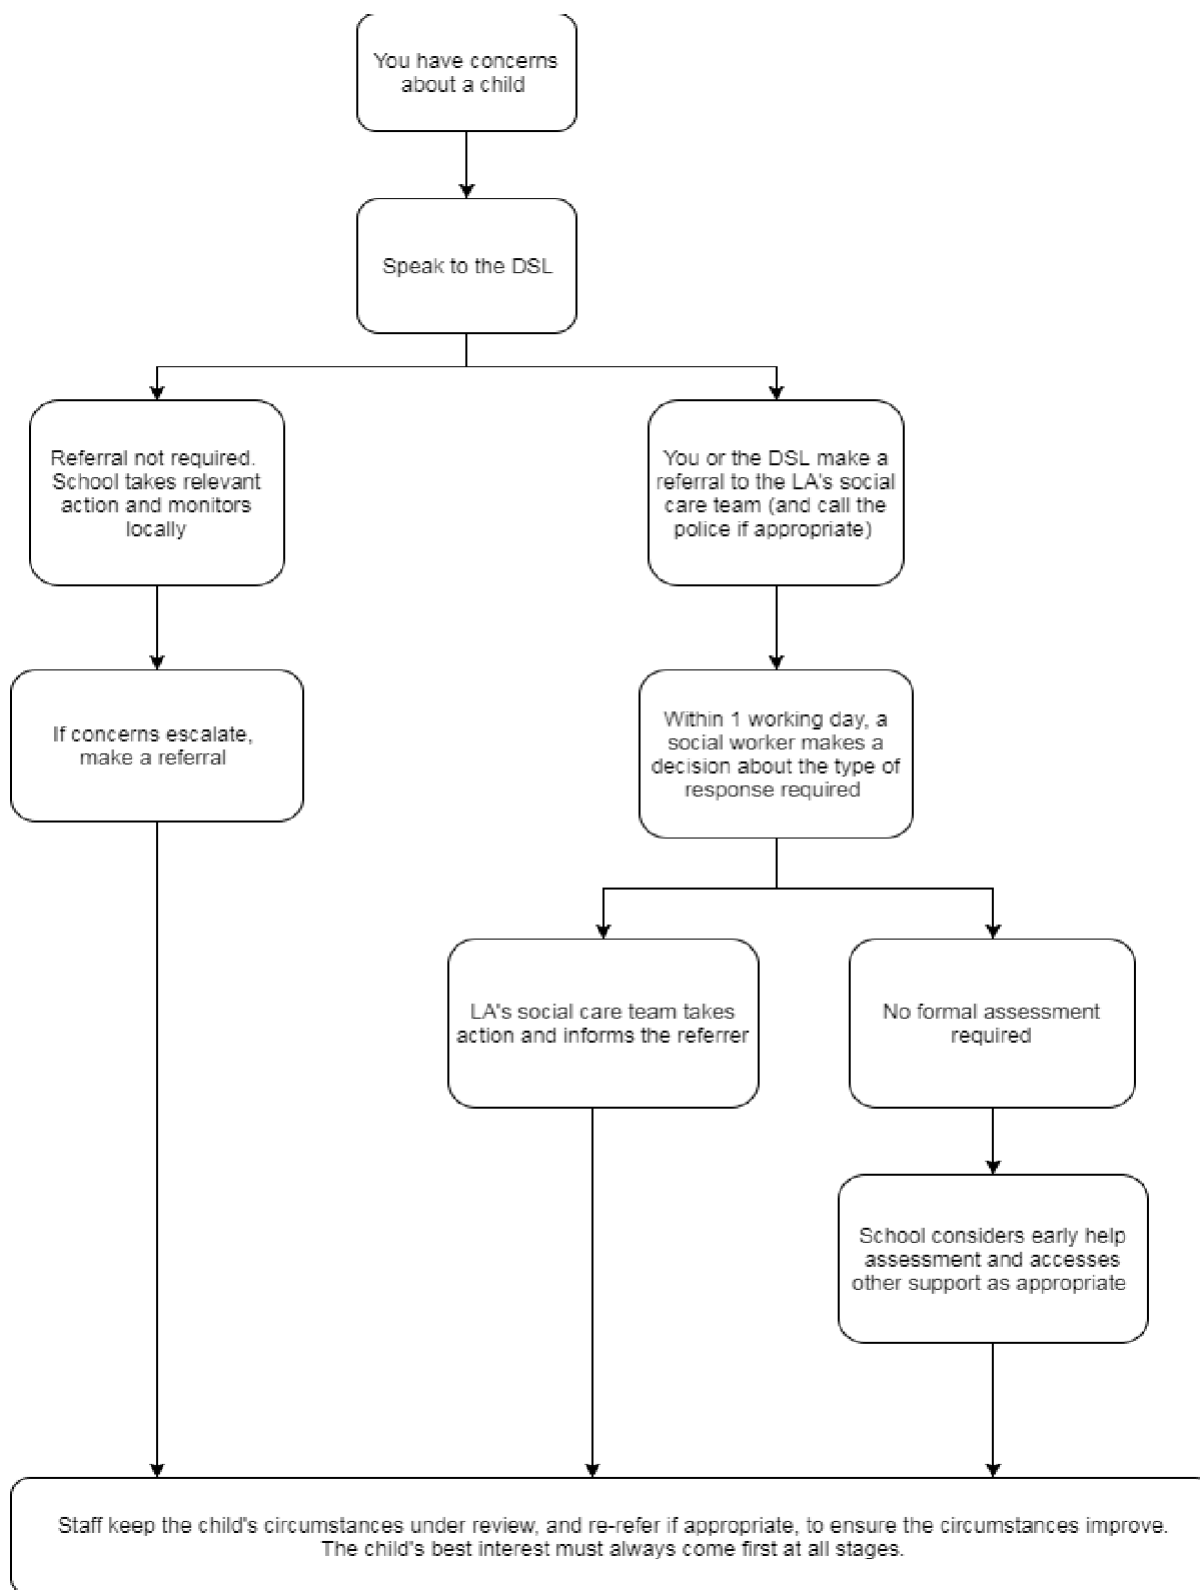 You have concerns
about a child
Speak to the DSL
Referral not required.
School takes relevant
action and monitors
locally
You or the DSL make a
referral to the LA's social
care team (and call the
police if appropriate)
If concerns escalate,
make a referral
Within 1 working day, a
social worker makes a
decision about the type of
response required
LA's social care team takes
action and informs the referrer
No formal assessment
required
School considers early help
assessment and accesses
other support as appropriate
Staff keep the child's circumstances under review, and re-refer if appropriate, to ensure the circumstances improve.
The child's best interest must always come first at all stages.